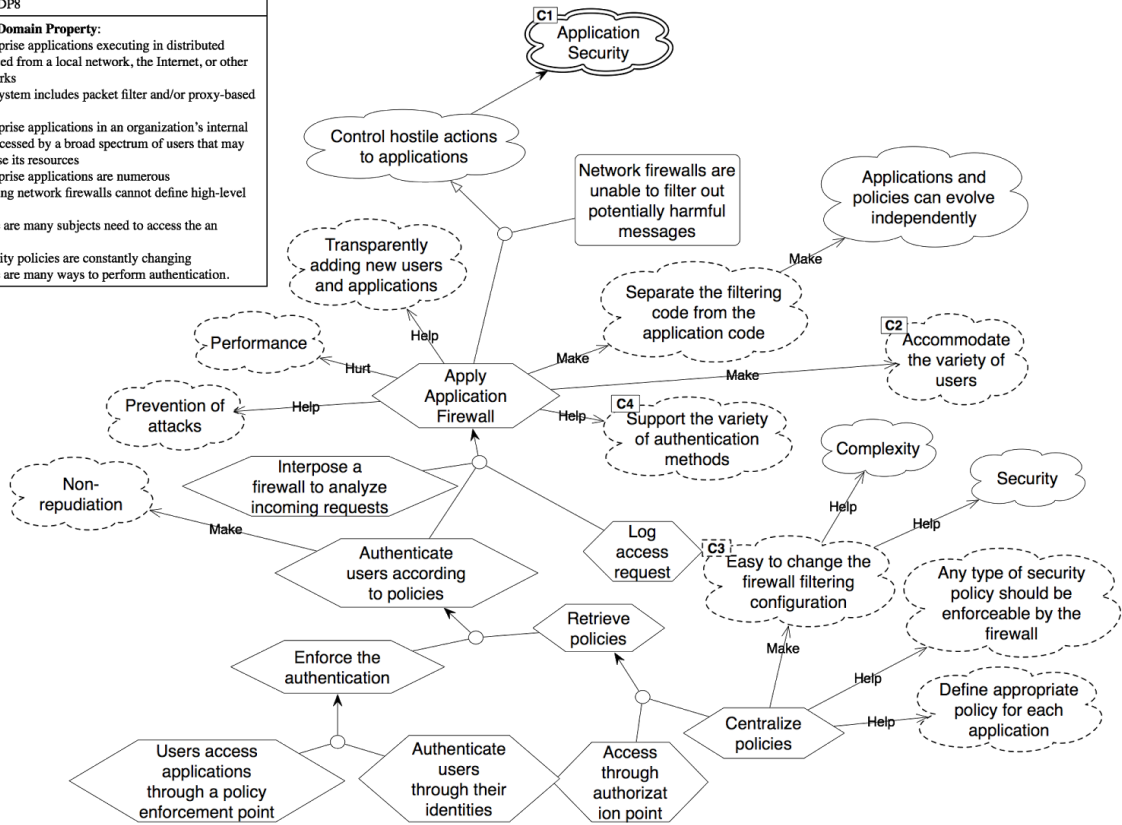 DP8
Domain Property:
prise applications executing in distributed
ed from a local network, the Internet, or other
rks
ystem includes packet filter and/or proxy-based
prise applications in an organization's internal
ccessed by a broad spectrum of users that may
se its resources
prise applications are numerous
ng network firewalls cannot define high-level
are many subjects need to access the an
ity policies are constantly changing
are many ways to perform authentication.
C1
Application
Security
Control hostile actions
to applications
Network firewalls are
unable to filter out
potentially harmful
messages
Applications and
policies can evolve
independently
Make
Transparently
adding new users
and applications
Separate the filtering
code from the
application code
C2
Accommodate
the variety of
users
Performance
Help
Hurt
Make
Make
Apply
Application
Firewall
Prevention of
attacks
Help
Help
C4
Support the variety
of authentication
methods
Complexity
Security
Interpose a
firewall to analyze
incoming requests
Non-
repudiation
Make
Help
Help
Log
access
request
C3
Easy to change the
firewall filtering
configuration
Authenticate
users according
to policies
Any type of security
policy should be
enforceable by the
firewall
Retrieve
policies
Make
Enforce the
authentication
Help
Help
Define appropriate
policy for each
application
Centralize
policies
Users access
applications
through a policy
enforcement point
Authenticate
users
through their
identities
Access
through
authorizat
ion point